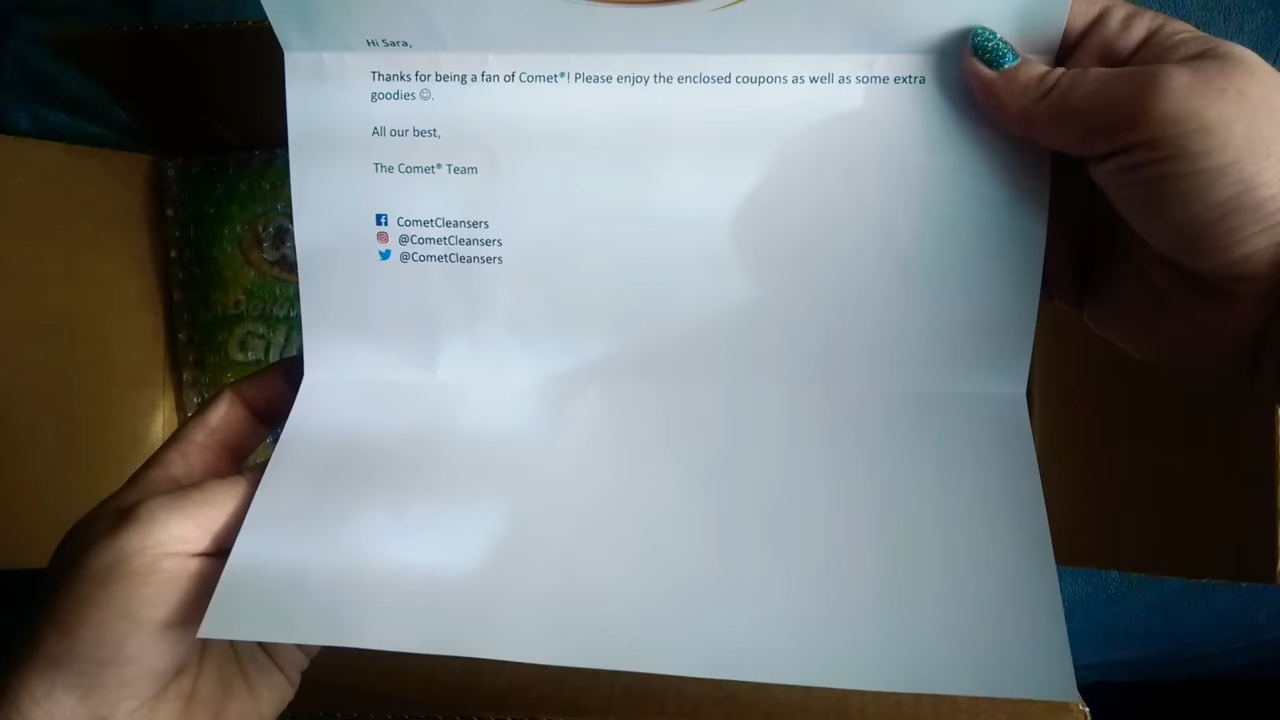 Hi Sara,
Thanks for being a fan of Comet®! Please enjoy the enclosed coupons as well as some extra
goodies ☺.
All our best,
The Comet® Team
CometCleansers
@CometCleansers
@CometCleansers